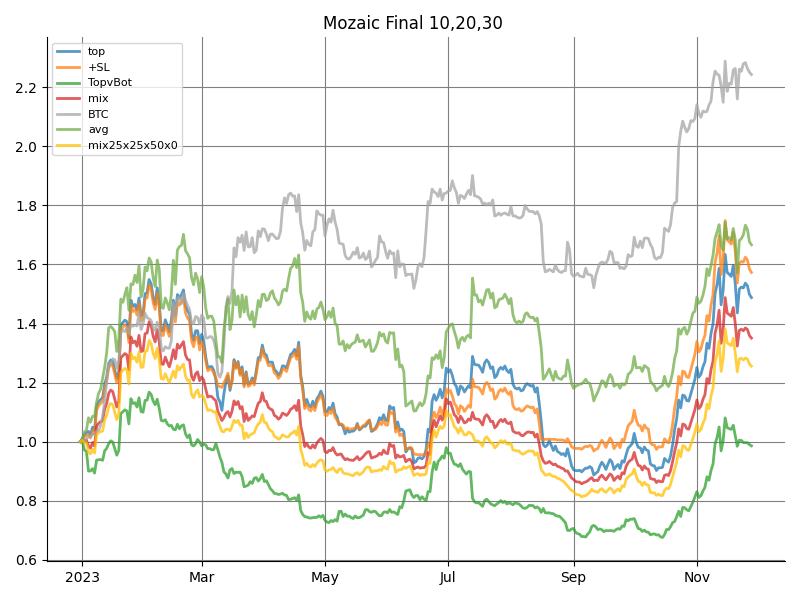 Mozaic Final 10,20,30
top
+SL
TopvBot
mix
BTC
avg
mix25x25x50x0
2.2
2.0
1.8
1.6
1.4
1.2
1.0
0.8
0.6
2023 Mar May Jul Sep Nov